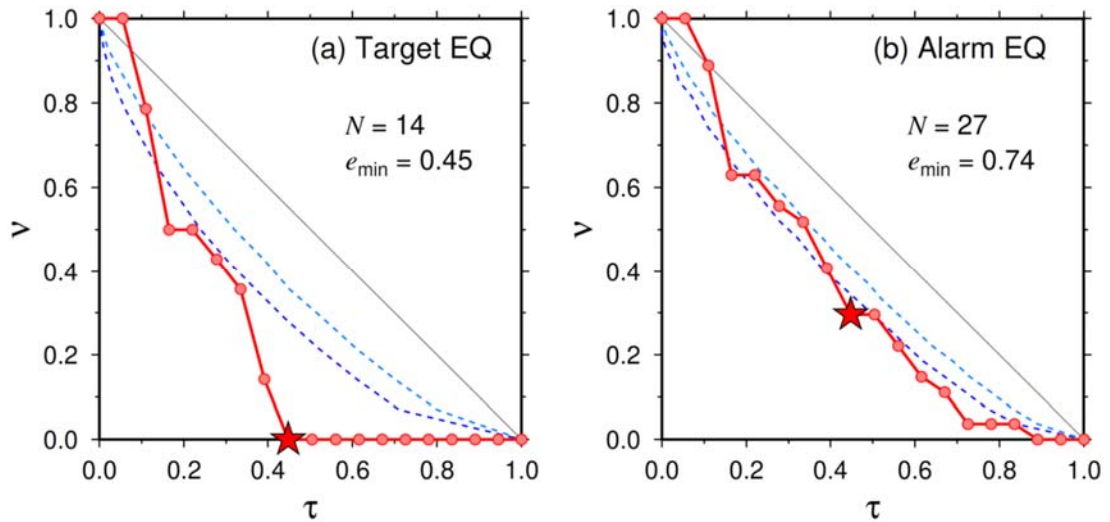 (a) Target EQ
N = 14
e_min = 0.45
1.0
0.8
0.6
0.4
0.2
0.0
ν
0.0 0.2 0.4 0.6 0.8 1.0
τ
(b) Alarm EQ
N = 27
e_min = 0.74
1.0
0.8
0.6
0.4
0.2
0.0
ν
0.0 0.2 0.4 0.6 0.8 1.0
τ